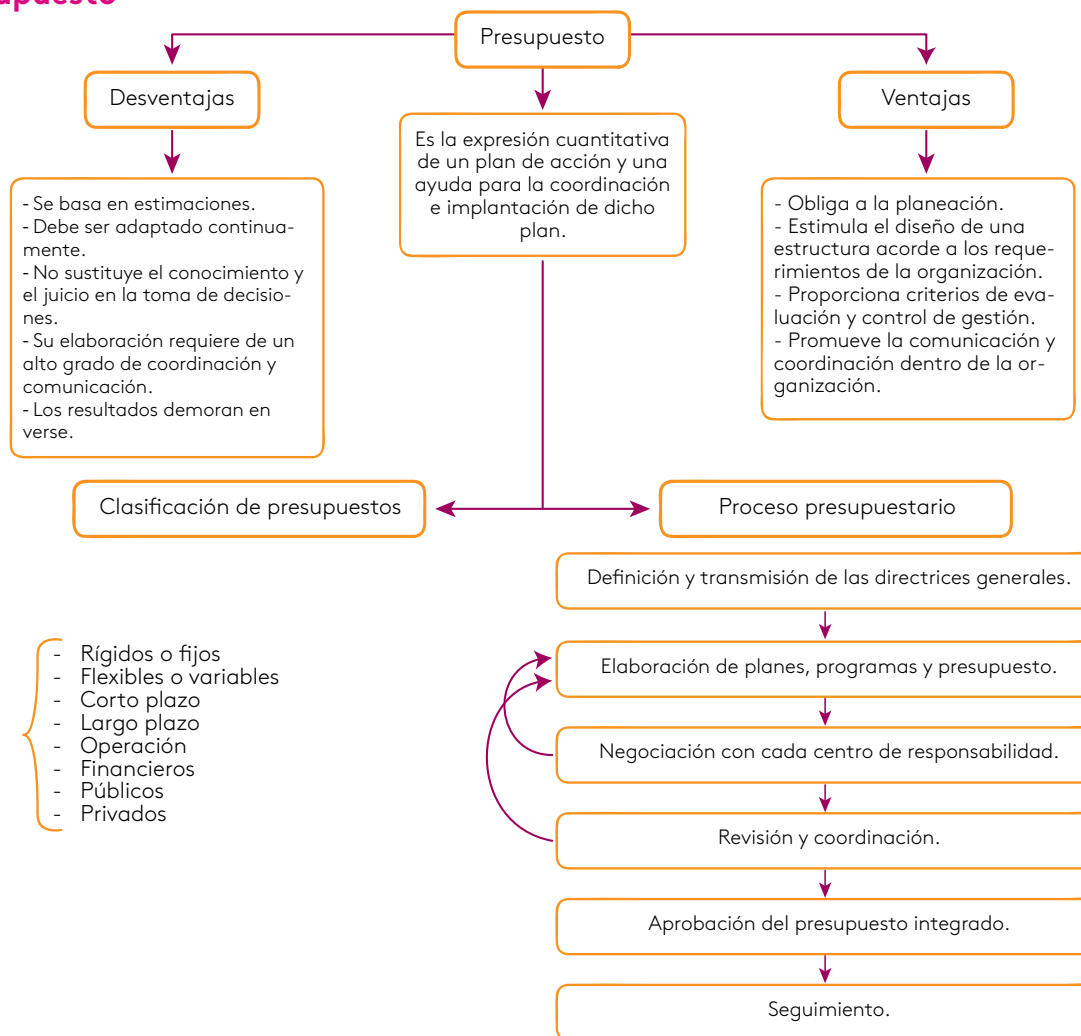 upuesto
Presupuesto
Desventajas
Ventajas
Es la expresión cuantitativa
de un plan de acción y una
ayuda para la coordinación
e implantación de dicho
plan.
- Se basa en estimaciones.
- Debe ser adaptado continua-
mente.
- No sustituye el conocimiento y
el juicio en la toma de decisio-
nes.
- Su elaboración requiere de un
alto grado de coordinación y
comunicación.
- Los resultados demoran en
verse.
- Obliga a la planeación.
- Estimula el diseño de una
estructura acorde a los reque-
rimientos de la organización.
- Proporciona criterios de eva-
luación y control de gestión.
- Promueve la comunicación y
coordinación dentro de la or-
ganización.
Clasificación de presupuestos
Proceso presupuestario
- Rígidos o fijos
- Flexibles o variables
- Corto plazo
- Largo plazo
- Operación
- Financieros
- Públicos
- Privados
Definición y transmisión de las directrices generales.
Elaboración de planes, programas y presupuesto.
Negociación con cada centro de responsabilidad.
Revisión y coordinación.
Aprobación del presupuesto integrado.
Seguimiento.